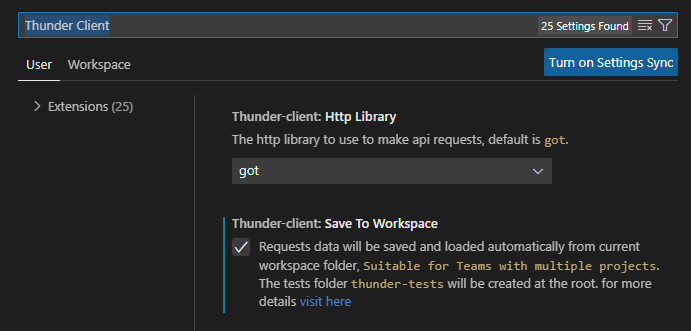 Thunder Client
25 Settings Found
User Workspace
Turn on Settings Sync
Extensions (25)
Thunder-client: Http Library
The http library to use to make api requests, default is got.
got
Thunder-client: Save To Workspace
Requests data will be saved and loaded automatically from current
workspace folder, Suitable for Teams with multiple projects.
The tests folder thunder-tests will be created at the root. for more
details visit here